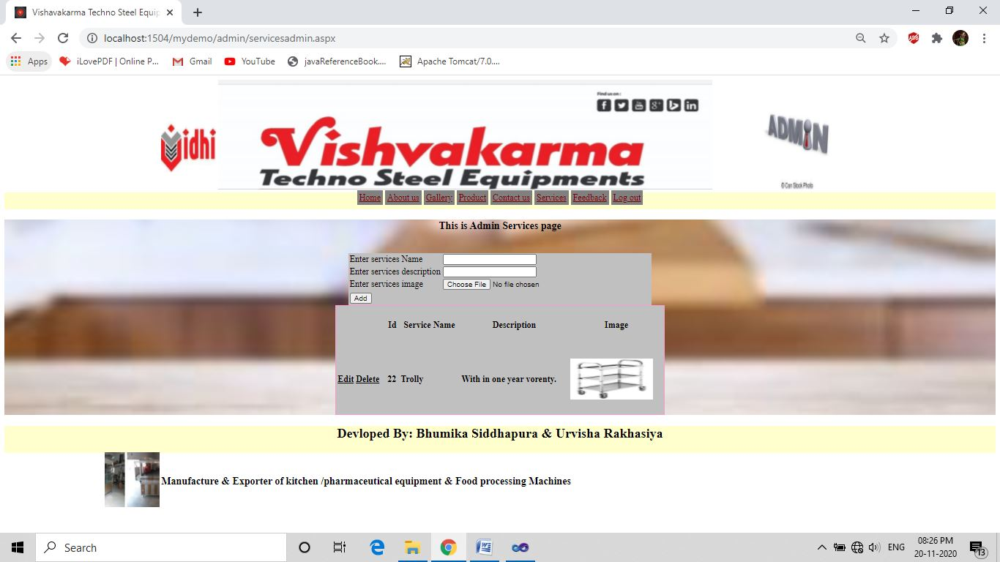 Vishavakarma Techno Steel Equip
localhost:1504/mydemo/admin/servicesadmin.aspx
ABB
Apps iLovePDF | Online P... Gmail YouTube javaReferenceBook.... Apache Tomcat/7.0....
Find us on :
Vidhi
Vishvakarma
Techno Steel Equipments
ADMIN
© Can Stock Photo
Home About us Gallery Product Contact us Services Feedback Log out
This is Admin Services page
Enter services Name
Enter services description
Enter services image Choose File No file chosen
Add
Id Service Name Description Image
Edit Delete 22 Trolly With in one year vorenty.
Devloped By: Bhumika Siddhapura & Urvisha Rakhasiya
Manufacture & Exporter of kitchen /pharmaceutical equipment & Food processing Machines
Search
ENG
08:26 PM
20-11-2020
13